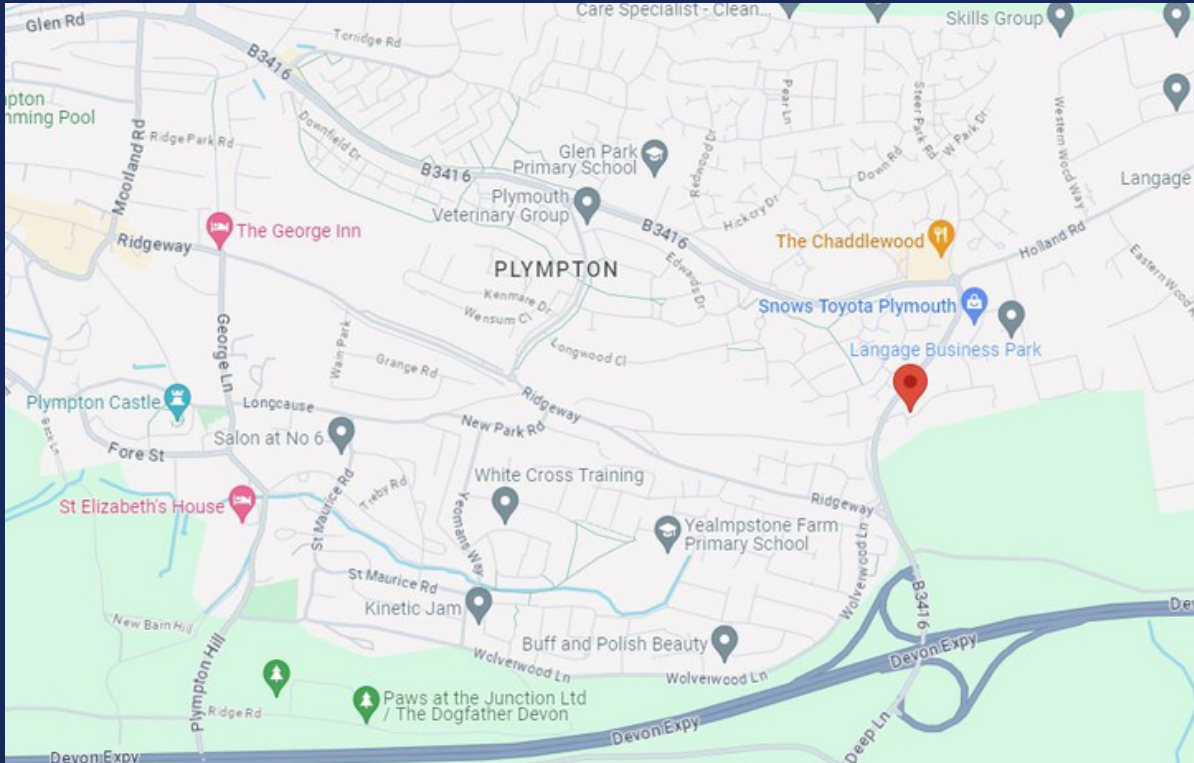 Care Specialist - Clean...
Skills Group
Glen Rd
Torridge Rd
B3416
pton
nming Pool
Moorland Rd
Ridge Park Rd
Downfield Dr
B3416
Glen Park
Primary School
Plymouth
Veterinary Group
Redwood Dr
Pear Ln
Steer Park Rd
W Park Dr
Down Rd
Hickory Dr
Western Wood Way
Langage
The George Inn
Ridgeway
PLYMPTON
B3416
Edwards Dr
The Chaddlewood
Holland Rd
Eastern Wood
Kenmare Dr
Wensum Cl
Snows Toyota Plymouth
Langage Business Park
George Ln
Wain Park
Grange Rd
Longwood Cl
Plympton Castle
Longcause
Ridgeway
New Park Rd
Salon at No 6
Back Ln
Fore St
White Cross Training
St Elizabeth's House
St Maurice Rd
Treby Rd
Yeomans Way
Yealmpstone Farm
Primary School
Ridgeway
Wolverwood Ln
B3416
St Maurice Rd
Kinetic Jam
New Barn Hill
Buff and Polish Beauty
Devon Expy
De
Plympton Hill
Wolverwood Ln
Wolverwood Ln
Paws at the Junction Ltd
/ The Dogfather Devon
Ridge Rd
Devon Expy
Deep Ln
Devon Expy